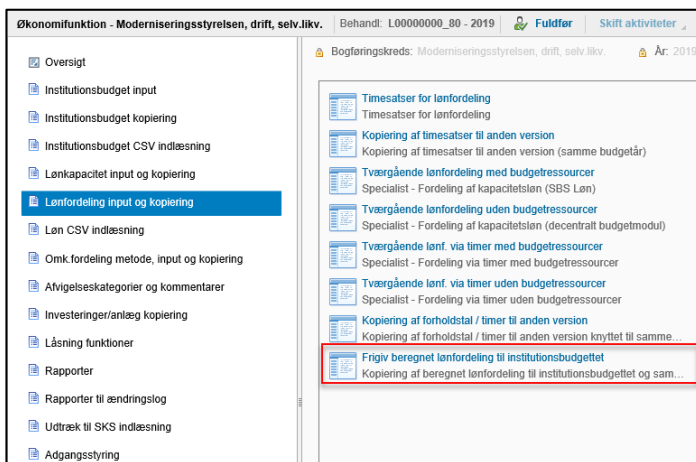 Økonomifunktion - Moderniseringsstyrelsen, drift, selv.likv.
Behandl: L00000000_80 - 2019
Fuldfør
Skift aktiviteter
Oversigt
Institutionsbudget input
Institutionsbudget kopiering
Institutionsbudget CSV indlæsning
Lønkapacitet input og kopiering
Lønfordeling input og kopiering
Løn CSV indlæsning
Omk.fordeling metode, input og kopiering
Afvigelseskategorier og kommentarer
Investeringer/anlæg kopiering
Låsning funktioner
Rapporter
Rapporter til ændringslog
Udtræk til SKS indlæsning
Adgangsstyring
Bogføringskreds: Moderniseringsstyrelsen, drift, selv.likv.
År: 2019
Timesatser for lønfordeling
Timesatser for lønfordeling
Kopiering af timesatser til anden version
Kopiering af timesatser til anden version (samme budgetår)
Tværgående lønfordeling med budgetressourcer
Specialist - Fordeling af kapacitetsløn (SBS Løn)
Tværgående lønfordeling uden budgetressourcer
Specialist - Fordeling af kapacitetsløn (decentralt budgetmodul)
Tværgående lønf. via timer med budgetressourcer
Specialist - Fordeling via timer med budgetressourcer
Tværgående lønf. via timer uden budgetressourcer
Specialist - Fordeling via timer uden budgetressourcer
Kopiering af forholdstal / timer til anden version
Kopiering af forholdstal / timer til anden version knyttet til samme...
Frigiv beregnet lønfordeling til institutionsbudgettet
Kopiering af beregnet lønfordeling til institutionsbudgettet og sam...